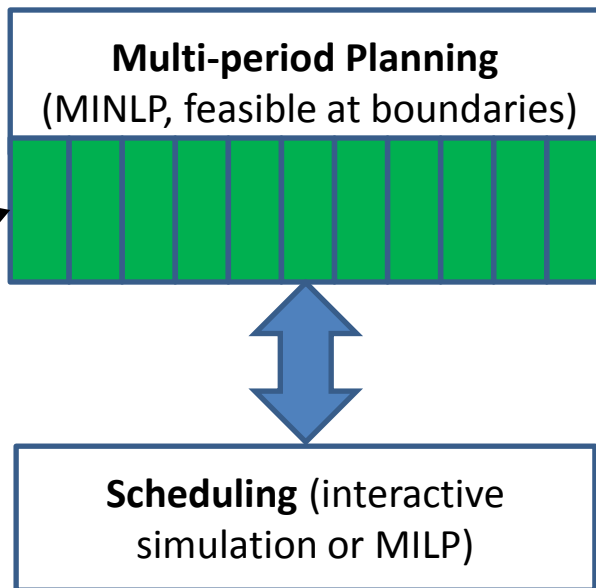 Multi-period Planning
(MINLP, feasible at boundaries)
Scheduling (interactive
simulation or MILP)